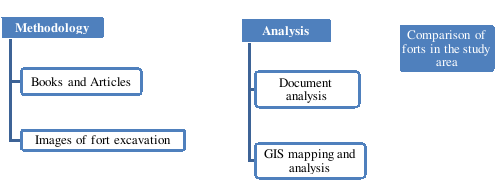 Methodology
Books and Articles
Images of fort excavation
Analysis
Document
analysis
GIS mapping and
analysis
Comparison of
forts in the study
area